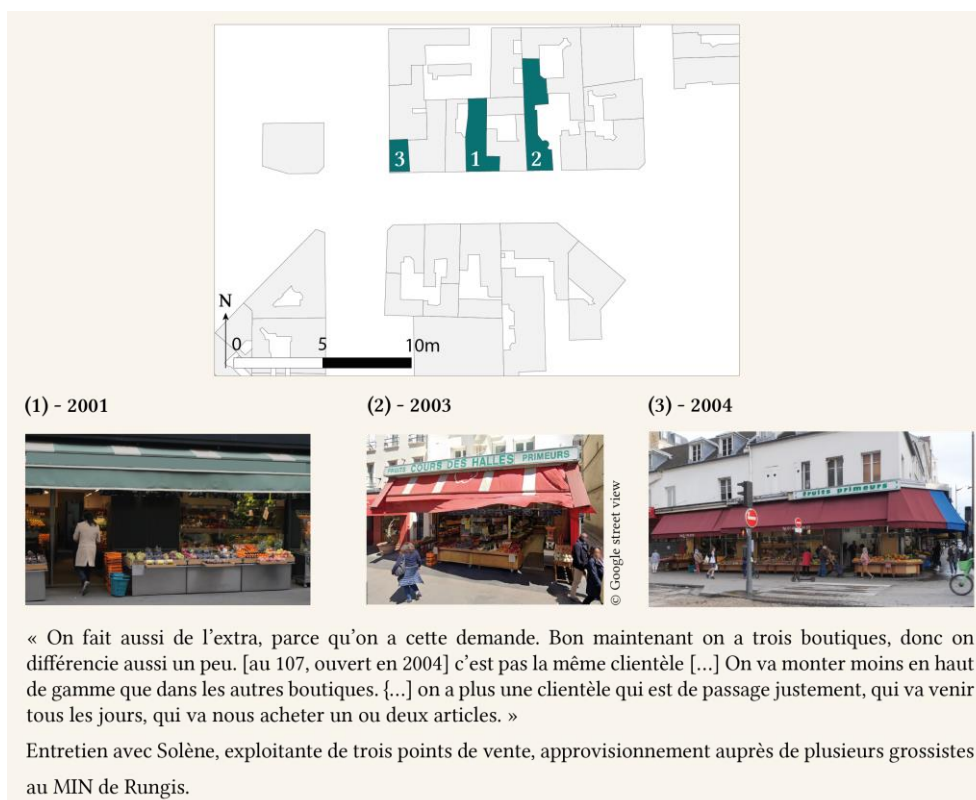 3
1
2
N
0 5 10m
(1) - 2001
(2) - 2003
(3) - 2004
FRUITS COURS DES HALLES PRIMEURS
fruits primeurs
© Google street view
« On fait aussi de l'extra, parce qu'on a cette demande. Bon maintenant on a trois boutiques, donc on
différencie aussi un peu. [au 107, ouvert en 2004] c'est pas la même clientèle [...] On va monter moins en haut
de gamme que dans les autres boutiques. {...} on a plus une clientèle qui est de passage justement, qui va venir
tous les jours, qui va nous acheter un ou deux articles. »
Entretien avec Solène, exploitante de trois points de vente, approvisionnement auprès de plusieurs grossistes
au MIN de Rungis.